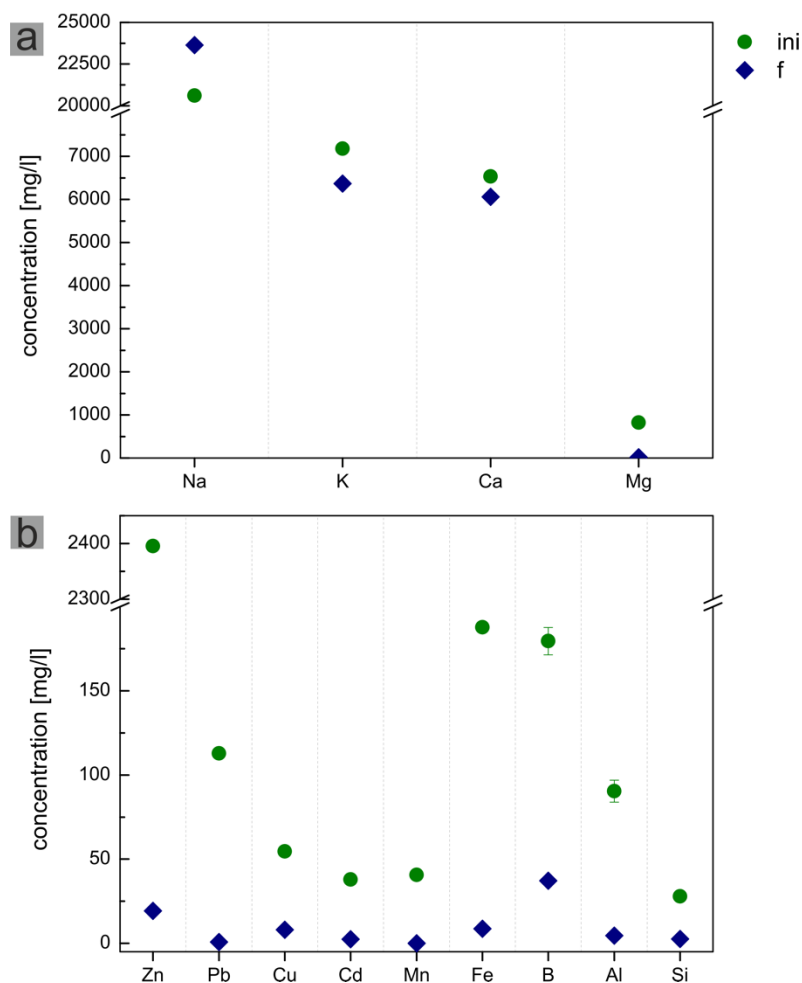 a
ini
f
25000
22500
20000
7000
6000
5000
4000
3000
2000
1000
0
concentration [mg/l]
Na K Ca Mg
b
2400
2300
150
100
50
0
concentration [mg/l]
Zn Pb Cu Cd Mn Fe B Al Si